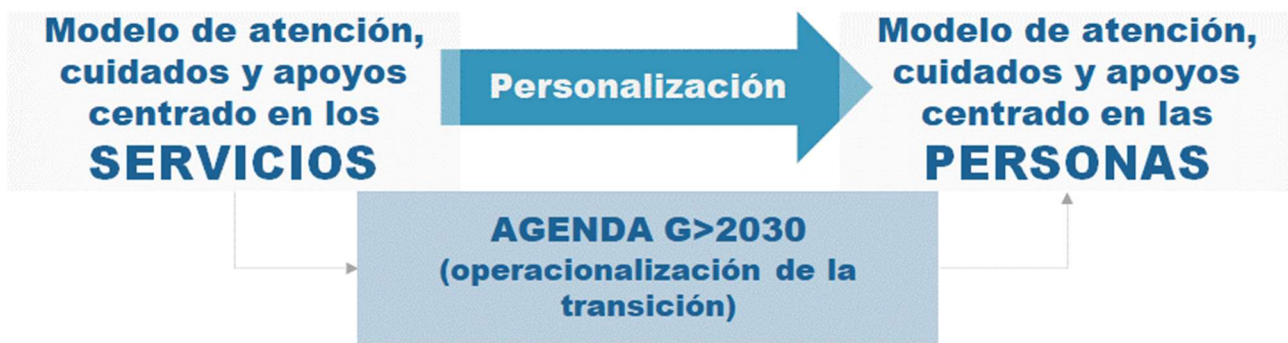 Modelo de atención,
cuidados y apoyos
centrado en los
SERVICIOS
Personalización
Modelo de atención,
cuidados y apoyos
centrado en las
PERSONAS
AGENDA G>2030
(operacionalización de la
transición)